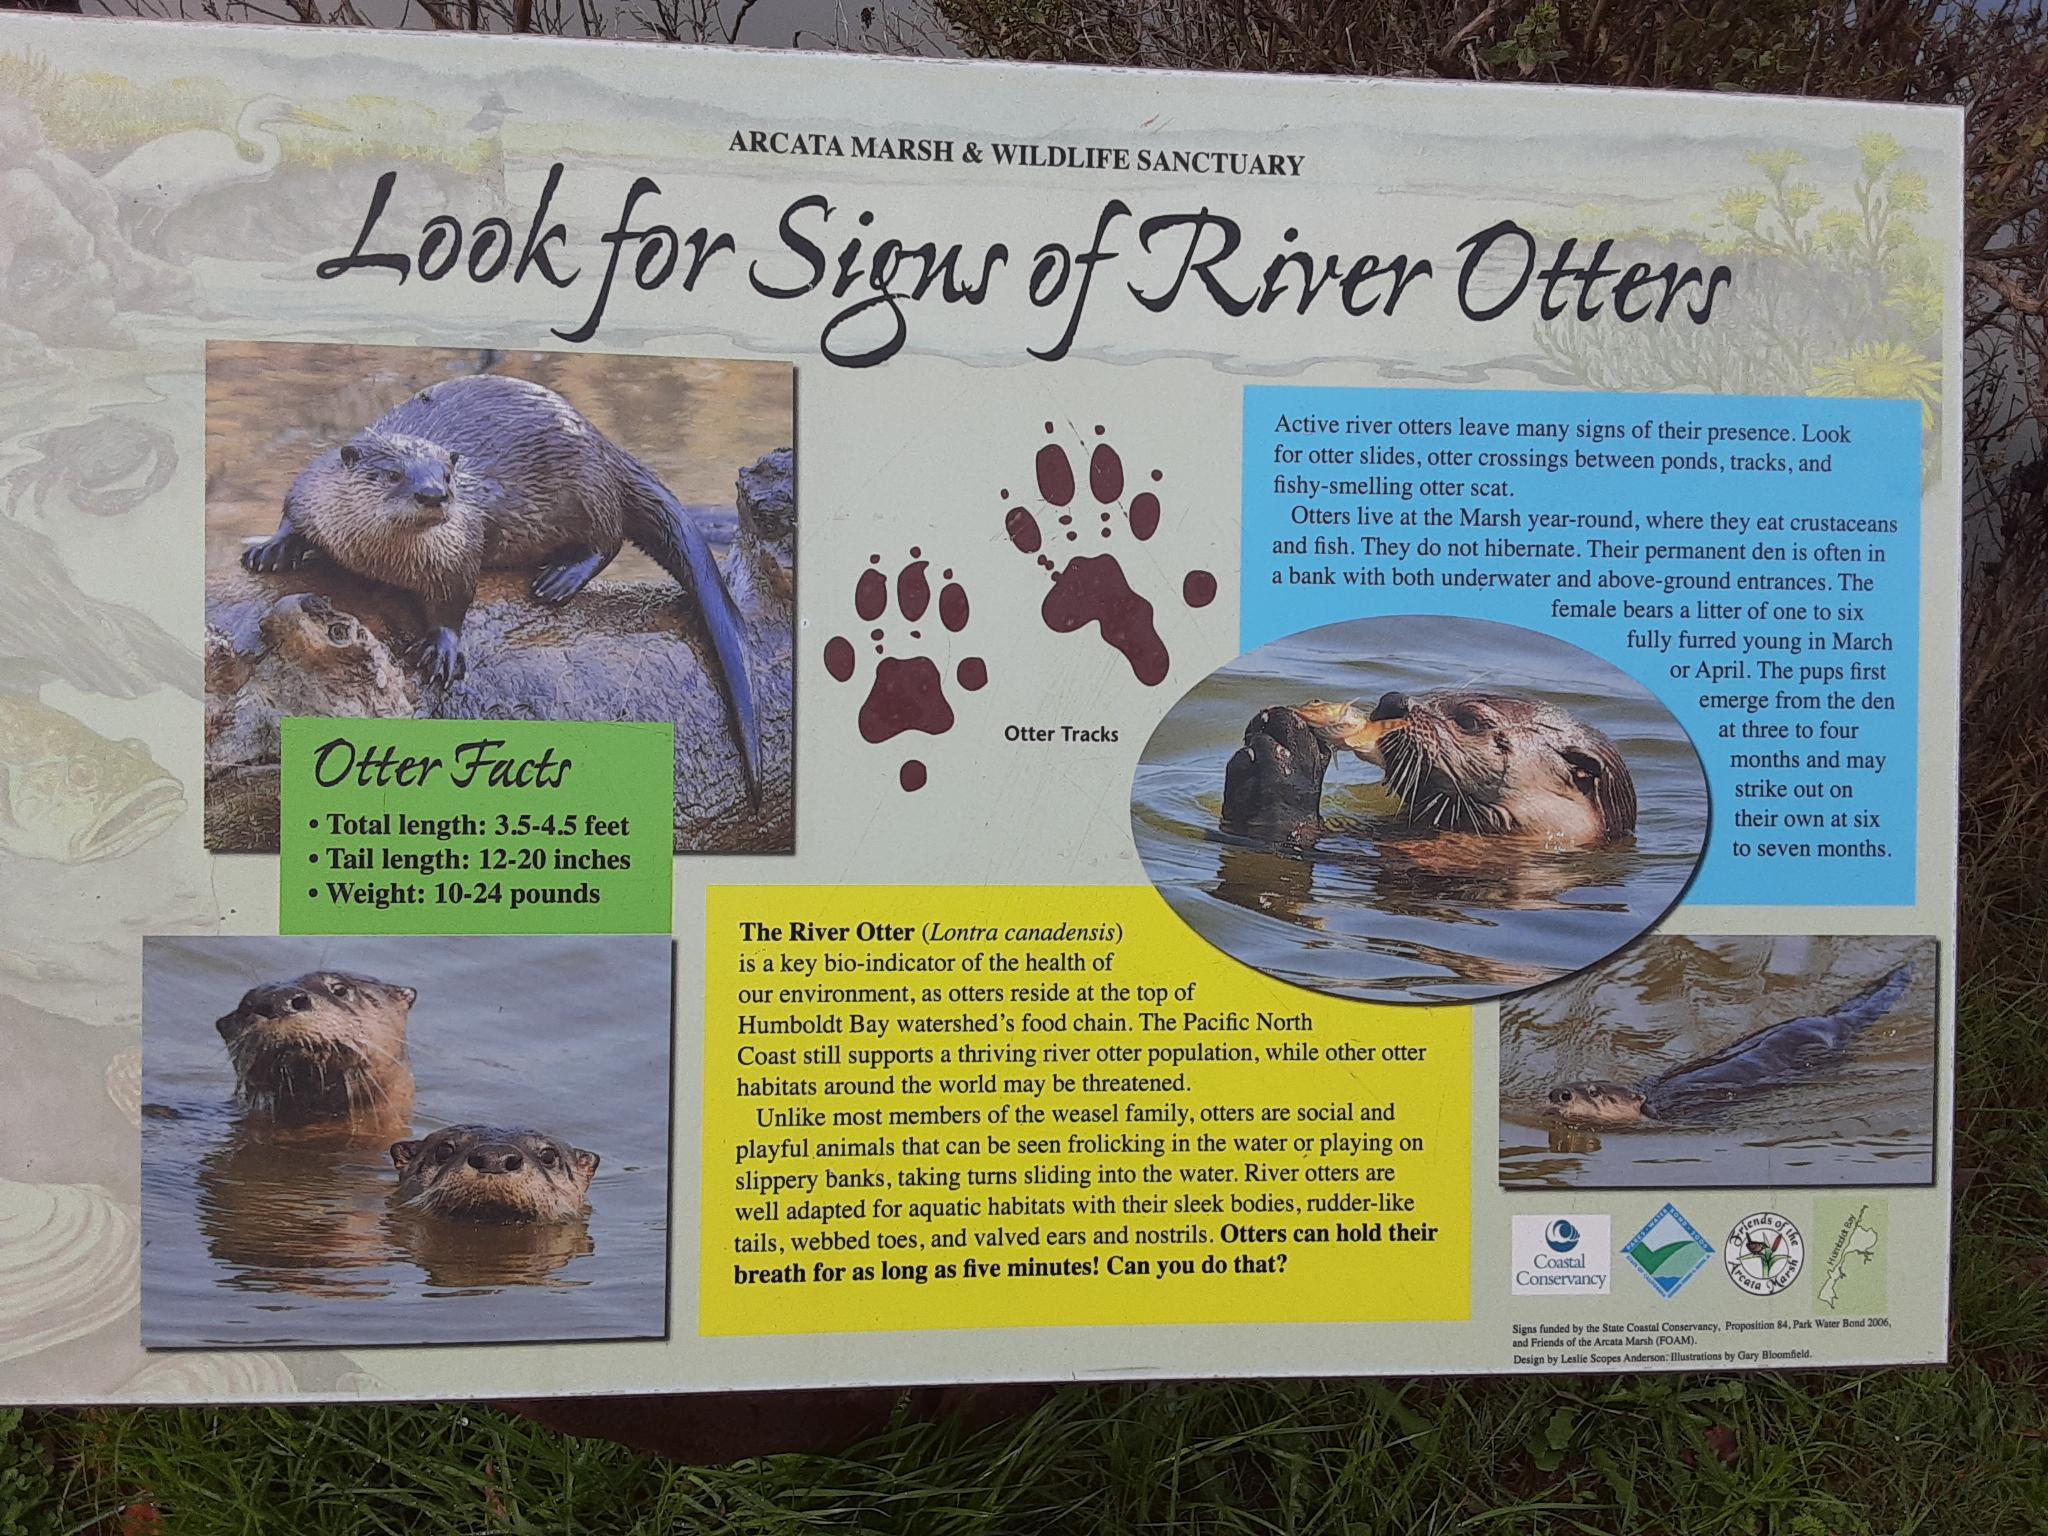 ARCATA MARSH & WILDLIFE SANCTUARY
Look for Signs of River Otters
Otter Facts
• Total length: 3.5-4.5 feet
• Tail length: 12-20 inches
• Weight: 10-24 pounds
Otter Tracks
Active river otters leave many signs of their presence. Look
for otter slides, otter crossings between ponds, tracks, and
fishy-smelling otter scat.
Otters live at the Marsh year-round, where they eat crustaceans
and fish. They do not hibernate. Their permanent den is often in
a bank with both underwater and above-ground entrances. The
female bears a litter of one to six
fully furred young in March
or April. The pups first
emerge from the den
at three to four
months and may
strike out on
their own at six
to seven months.
The River Otter (Lontra canadensis)
is a key bio-indicator of the health of
our environment, as otters reside at the top of
Humboldt Bay watershed's food chain. The Pacific North
Coast still supports a thriving river otter population, while other otter
habitats around the world may be threatened.
Unlike most members of the weasel family, otters are social and
playful animals that can be seen frolicking in the water or playing on
slippery banks, taking turns sliding into the water. River otters are
well adapted for aquatic habitats with their sleek bodies, rudder-like
tails, webbed toes, and valved ears and nostrils. Otters can hold their
breath for as long as five minutes! Can you do that?
Coastal
Conservancy
Friends of the
Arcata Marsh
Humboldt Bay
Signs funded by the State Coastal Conservancy, Proposition 84, Park Water Bond 2006,
and Friends of the Arcata Marsh (FOAM).
Design by Leslie Scopes Anderson. Illustrations by Gary Bloomfield.